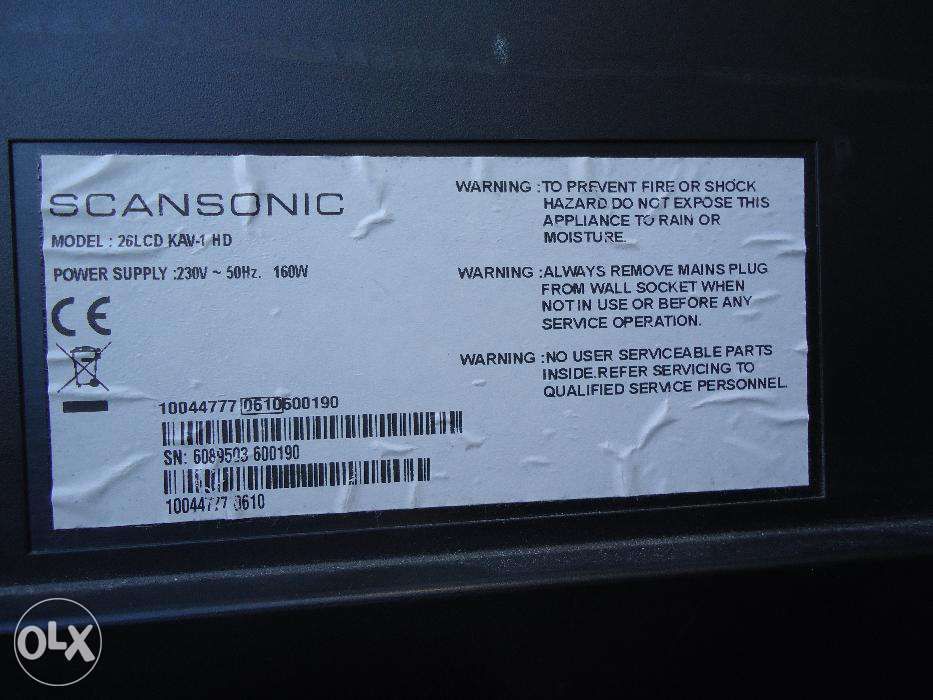 SCANSONIC
MODEL : 26LCD KAV-1 HD
POWER SUPPLY :230V ~ 50Hz. 160W
CE
10044777 0610600190
SN: 6089503 600190
10044777 0610
WARNING :TO PREVENT FIRE OR SHOCK
HAZARD DO NOT EXPOSE THIS
APPLIANCE TO RAIN OR
MOISTURE.
WARNING :ALWAYS REMOVE MAINS PLUG
FROM WALL SOCKET WHEN
NOT IN USE OR BEFORE ANY
SERVICE OPERATION.
WARNING :NO USER SERVICEABLE PARTS
INSIDE.REFER SERVICING TO
QUALIFIED SERVICE PERSONNEL.
OLX